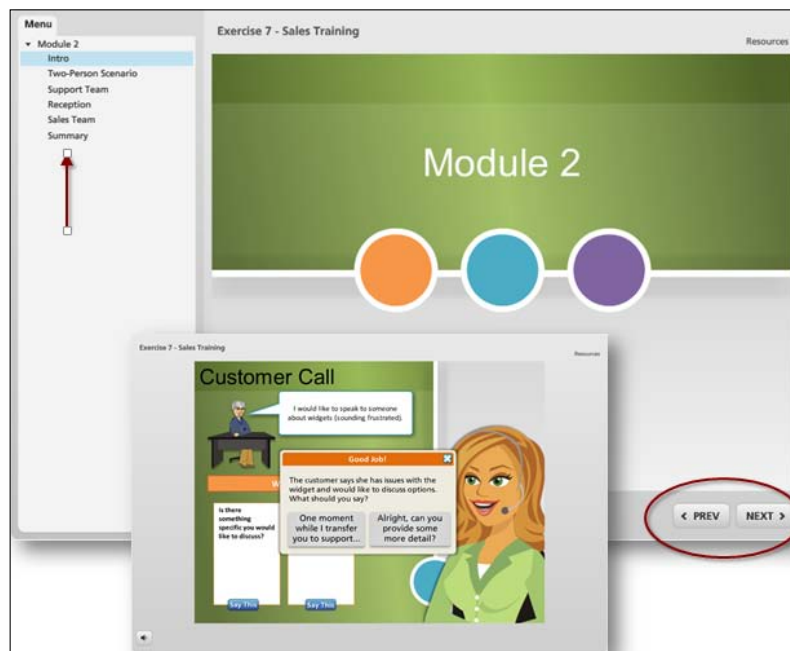 Menu
Module 2
Intro
Two-Person Scenario
Support Team
Reception
Sales Team
Summary
Exercise 7 - Sales Training
Resources
Module 2
< PREV
NEXT >
Exercise 7 - Sales Training
Resources
Customer Call
I would like to speak to someone
about widgets (sounding frustrated).
W
Good Job!
The customer says she has issues with the
widget and would like to discuss options.
What should you say?
One moment
while I transfer
you to support...
Alright, can you
provide some
more detail?
Is there
something
specific you would
like to discuss?
Say This
Say This